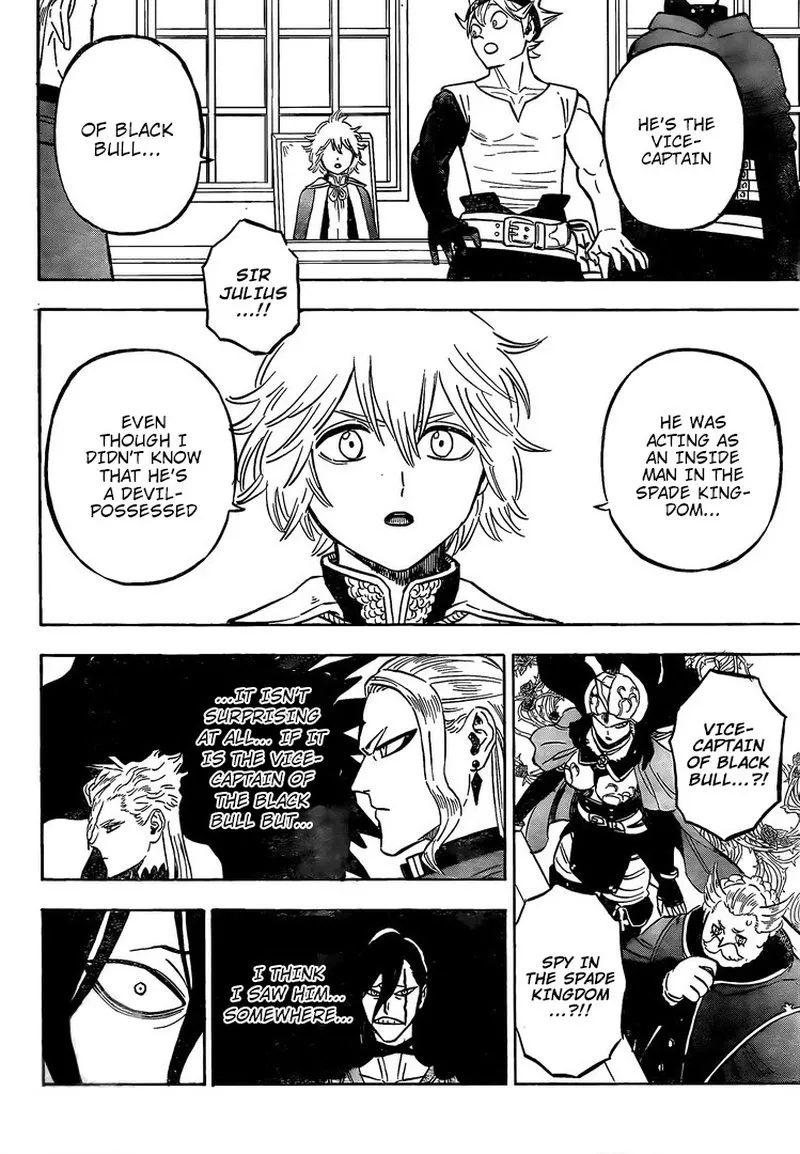 HE'S THE
VICE-
CAPTAIN
OF BLACK
BULL...
SIR
JULIUS
...!!
HE WAS
ACTING AS
AN INSIDE
MAN IN THE
SPADE KING-
DOM...
EVEN
THOUGH I
DIDN'T KNOW
THAT HE'S
A DEVIL-
POSSESSED
VICE-
CAPTAIN
OF BLACK
BULL...?!
SPY IN
THE SPADE
KINGDOM
...?!!
...IT ISN'T
SURPRISING
AT ALL... IF IT
IS THE VICE-
CAPTAIN OF
THE BLACK
BULL BUT...
I THINK
I SAW HIM...
SOMEWHERE...